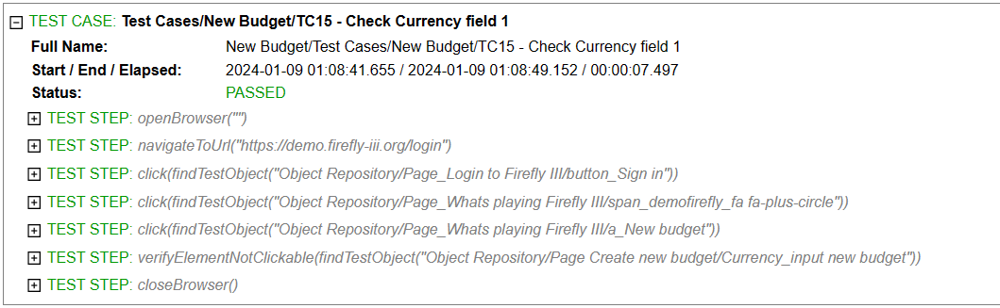 TEST CASE: Test Cases/New Budget/TC15 - Check Currency field 1
Full Name: New Budget/Test Cases/New Budget/TC15 - Check Currency field 1
Start / End / Elapsed: 2024-01-09 01:08:41.655 / 2024-01-09 01:08:49.152 / 00:00:07.497
Status: PASSED
TEST STEP: openBrowser("")
TEST STEP: navigateToUrl("https://demo.firefly-iii.org/login")
TEST STEP: click(findTestObject("Object Repository/Page_Login to Firefly III/button_Sign in"))
TEST STEP: click(findTestObject("Object Repository/Page_Whats playing Firefly III/span_demofirefly_fa fa-plus-circle"))
TEST STEP: click(findTestObject("Object Repository/Page_Whats playing Firefly III/a_New budget"))
TEST STEP: verifyElementNotClickable(findTestObject("Object Repository/Page Create new budget/Currency_input new budget"))
TEST STEP: closeBrowser()